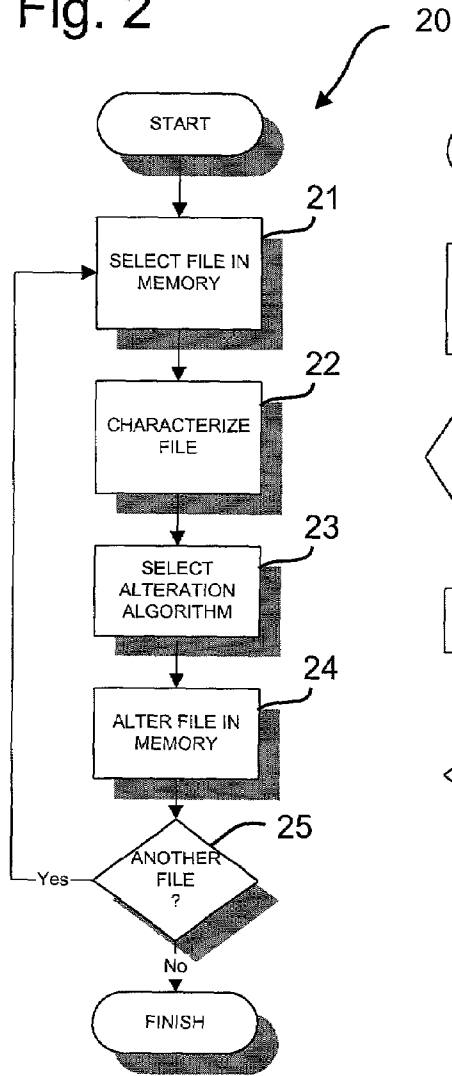 Fig. 2
20
START
21
SELECT FILE IN
MEMORY
22
CHARACTERIZE
FILE
23
SELECT
ALTERATION
ALGORITHM
24
ALTER FILE IN
MEMORY
25
ANOTHER
FILE
?
Yes
No
FINISH